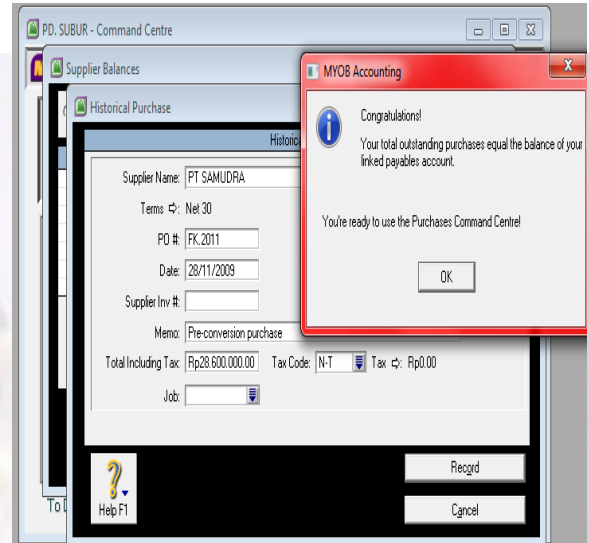 PD. SUBUR - Command Centre
Supplier Balances
MYOB Accounting
X
Historical Purchase
Congratulations!
Your total outstanding purchases equal the balance of your
linked payables account.
You're ready to use the Purchases Command Centre!
OK
Supplier Name: PT SAMUDRA
Terms ⇨: Net 30
PO #: FK.2011
Date: 28/11/2009
Supplier Inv #:
Memo: Pre-conversion purchase
Total Including Tax: Rp28.600.000.00 Tax Code: N-T Tax ⇨: Rp0.00
Job:
Help F1
Record
Cancel